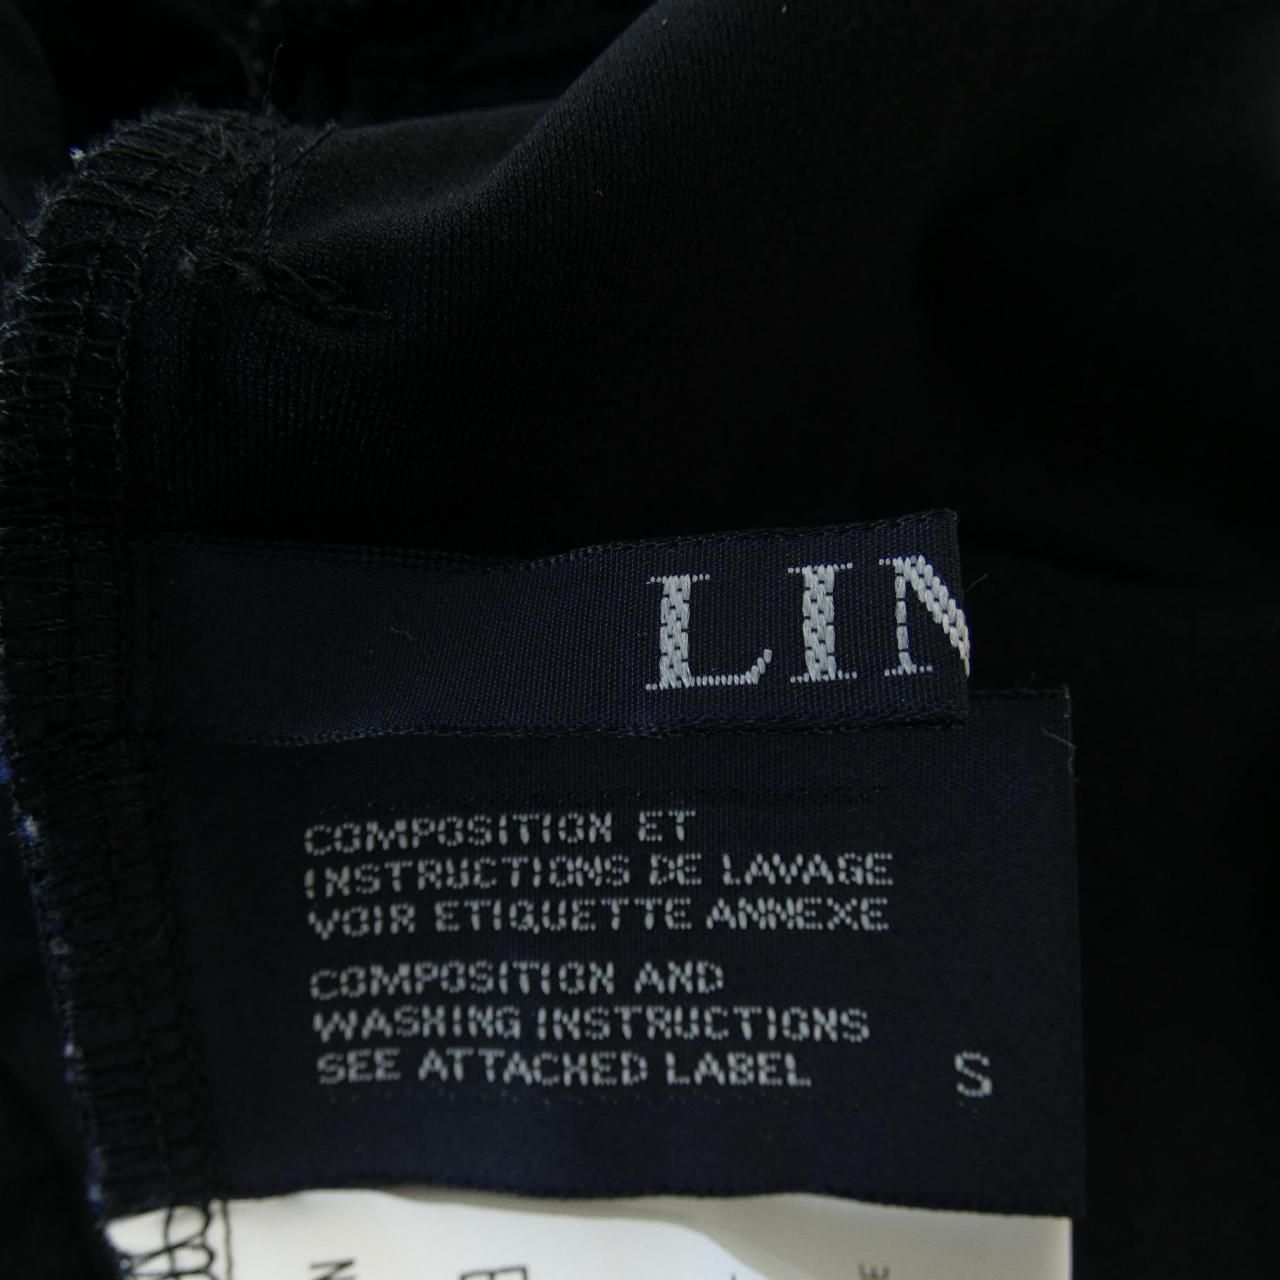 LIN
COMPOSITION ET
INSTRUCTIONS DE LAVAGE
VOIR ETIQUETTE ANNEXE
COMPOSITION AND
WASHING INSTRUCTIONS
SEE ATTACHED LABEL
S